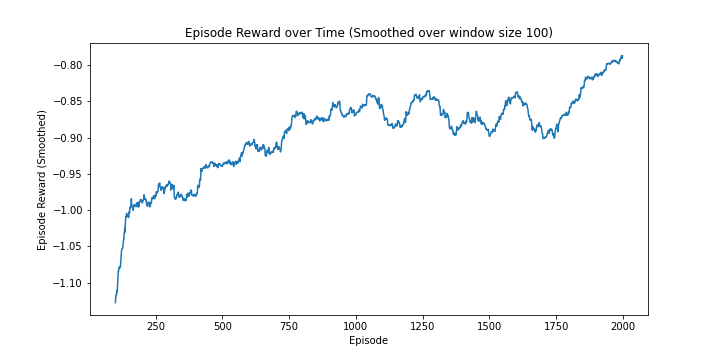 Episode Reward over Time (Smoothed over window size 100)
Episode Reward (Smoothed)
−0.80
−0.85
−0.90
−0.95
−1.00
−1.05
−1.10
250 500 750 1000 1250 1500 1750 2000
Episode